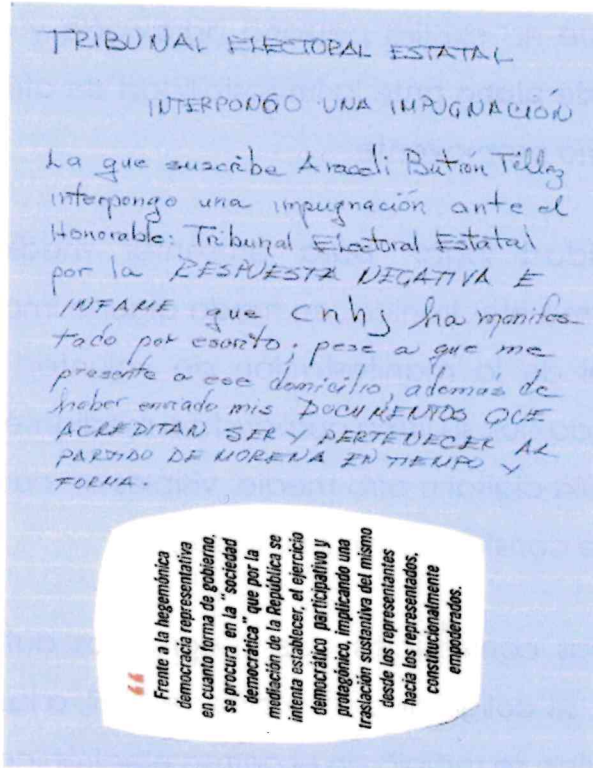 TRIBUNAL ELECTORAL ESTATAL
INTERPONGO UNA IMPUGNACION
La que suscribe Araceli Butrón Téllez
interpongo una impugnación ante el
Honorable: Tribunal Electoral Estatal
por la RESPUESTA NEGATIVA E
INFAME que cnhj ha manifes
tado por escrito. pese a que me
presente a ese domicilio, ademas de
haber enviado mis DOCUMENTOS QUE
ACREDITAN SER Y PERTENECER AL
PARTIDO DE MORENA EN TIEMPO Y
FORMA
“
Frente a la hegemónica
democracia representativa
en cuanto forma de gobierno,
se procura en la "sociedad
democrática" que por la
mediación de la República se
intenta establecer, el ejercicio
democrático participativo y
protagónico, implicando una
traslación sustantiva del mismo
desde los representantes
hacia los representados,
constitucionalmente
empoderados.